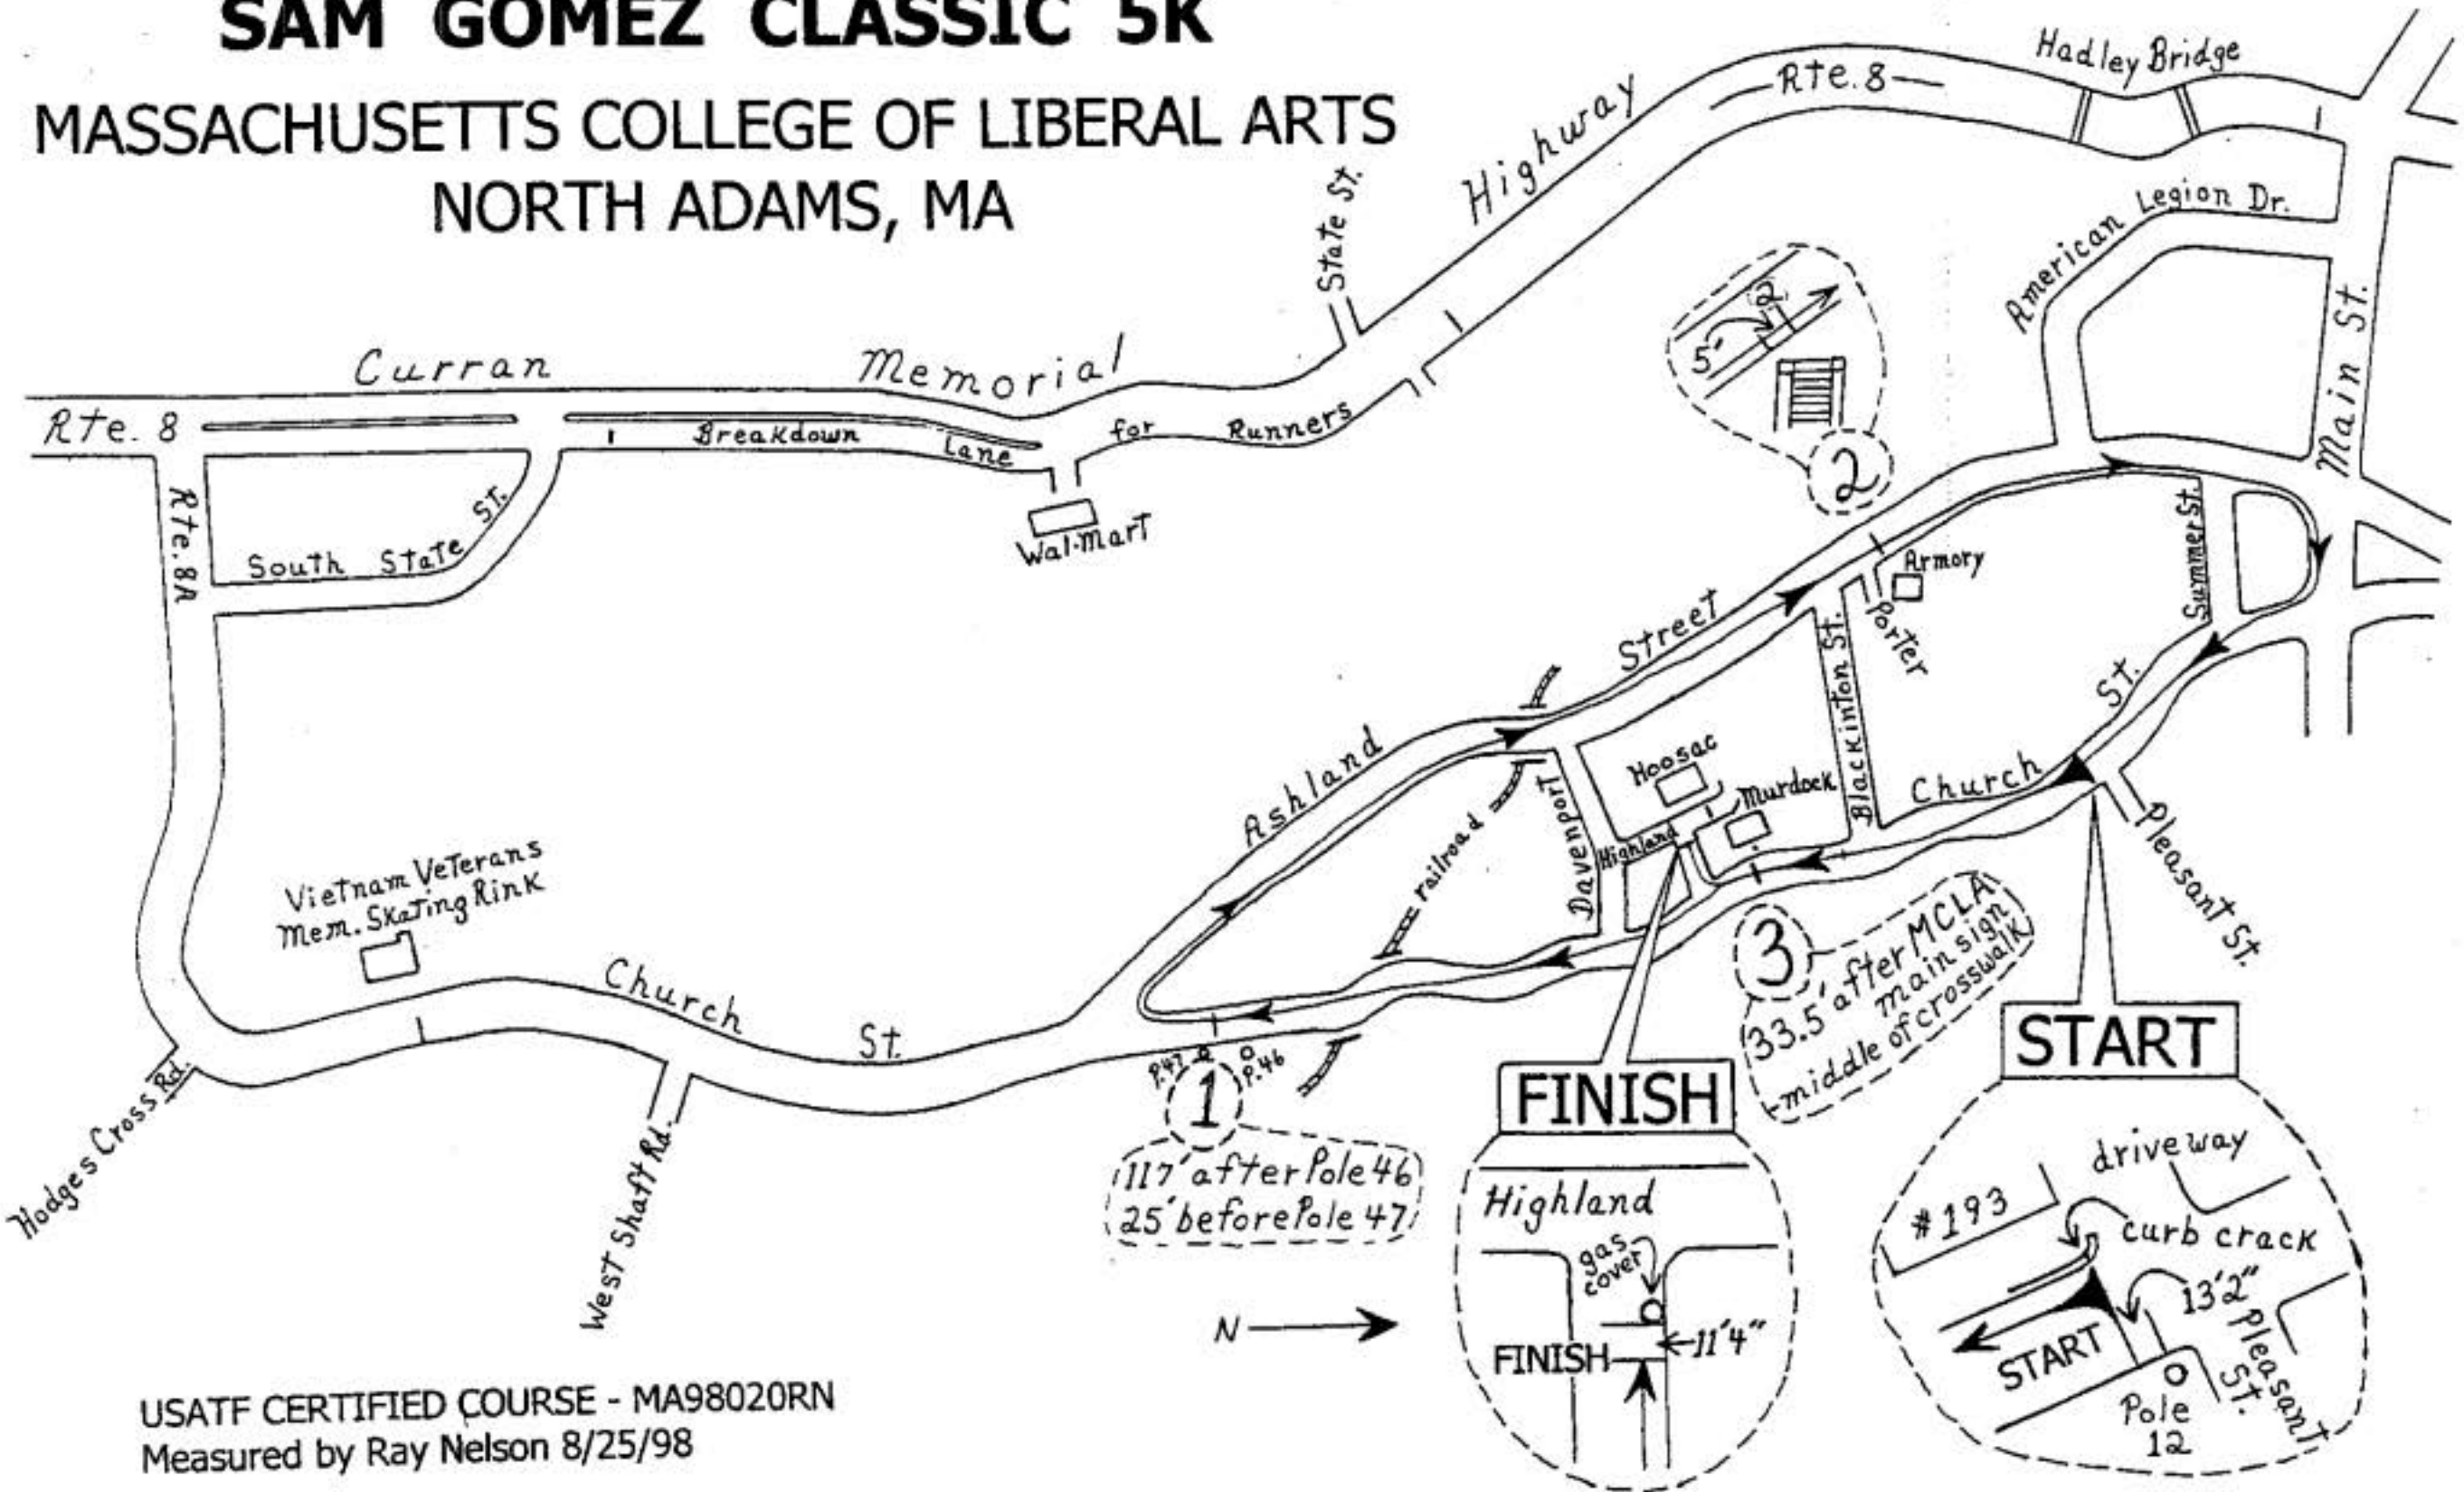 SAM GOMEZ CLASSIC 5K
MASSACHUSETTS COLLEGE OF LIBERAL ARTS
NORTH ADAMS, MA
Hadley Bridge
Rte. 8
Highway
State St.
American Legion Dr.
Main St.
Curran Memorial
Rte. 8
Breakdown Lane for Runners
Wal-Mart
Rte. 8A
South State St.
5'
2
2
Armory
Porter
Summer St.
Ashland Street
Blackinton St.
Hoosac
Murdock
Highland
Davenport
railroad
Church St.
Pleasant St.
Vietnam Veterans
Mem. Skating Rink
Church St.
Hodges Cross Rd.
West Shaft Rd.
P.47
P.46
1
117' after Pole 46
25' before Pole 47
3
33.5' after MCLA
main sign
middle of crosswalk
FINISH
Highland
gas
cover
11'4"
FINISH
START
driveway
#193
curb crack
13'2"
START
Pleasant St.
Pole
12
N
USATF CERTIFIED COURSE - MA98020RN
Measured by Ray Nelson 8/25/98